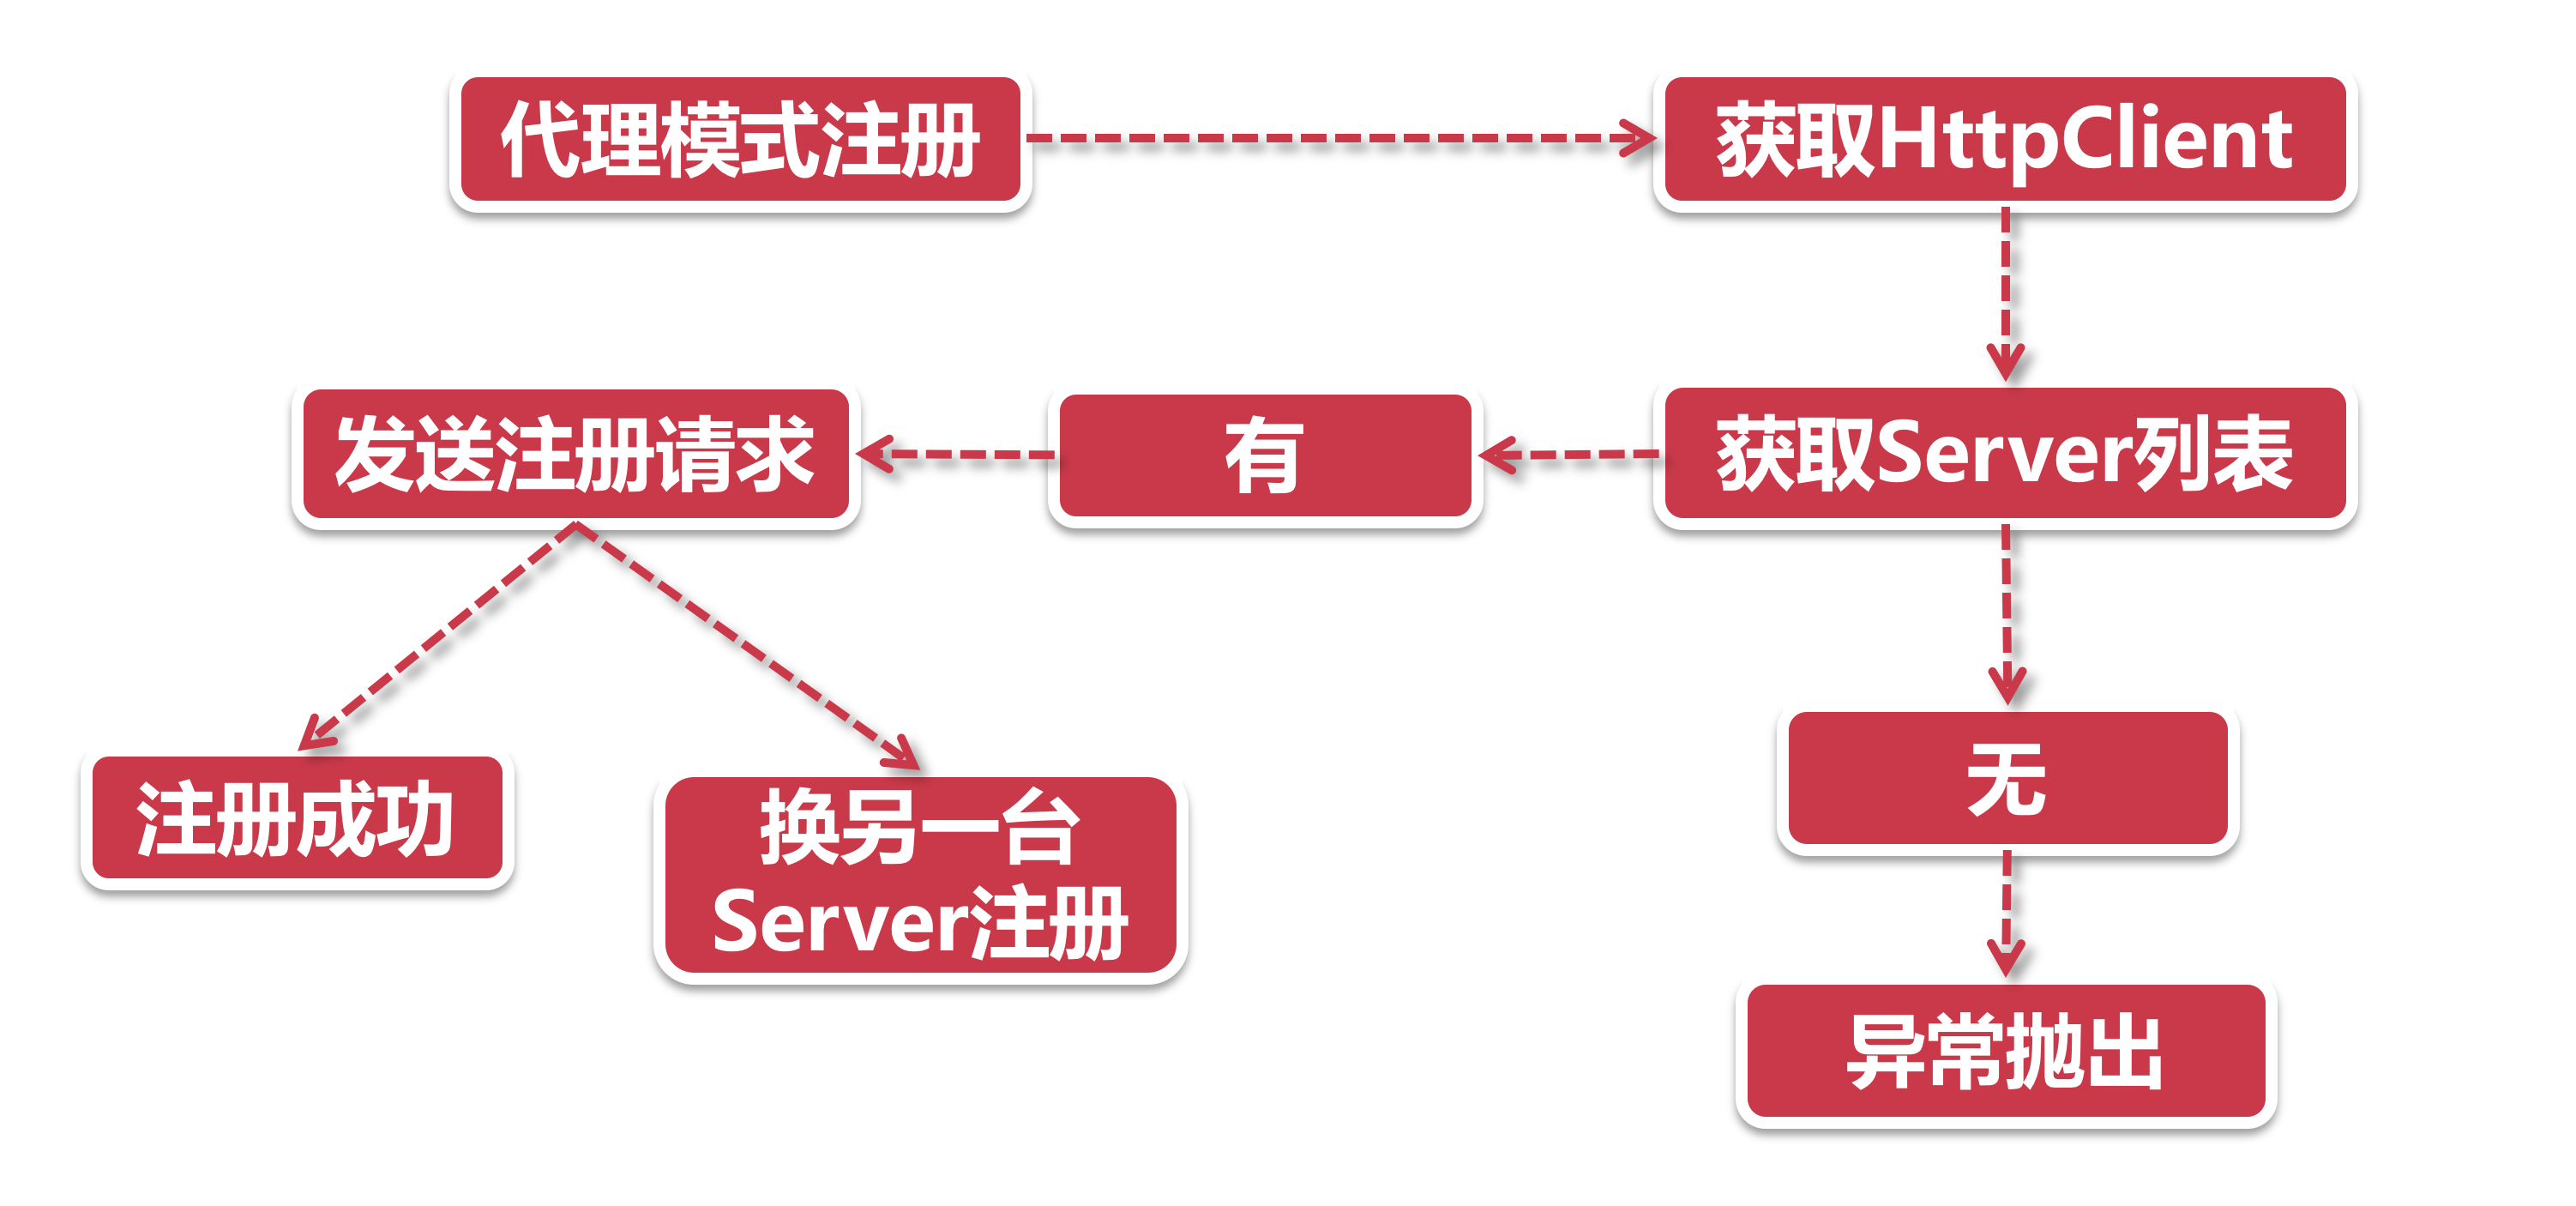 代理模式注册
获取HttpClient
发送注册请求
有
获取Server列表
注册成功
换另一台
Server注册
无
异常抛出